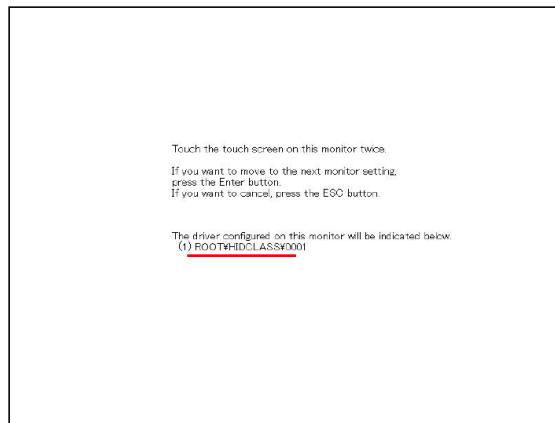 Touch the touch screen on this monitor twice.
If you want to move to the next monitor setting,
press the Enter button.
If you want to cancel, press the ESC button.
The driver configured on this monitor will be indicated below.
(1) ROOT¥HIDCLASS¥0001